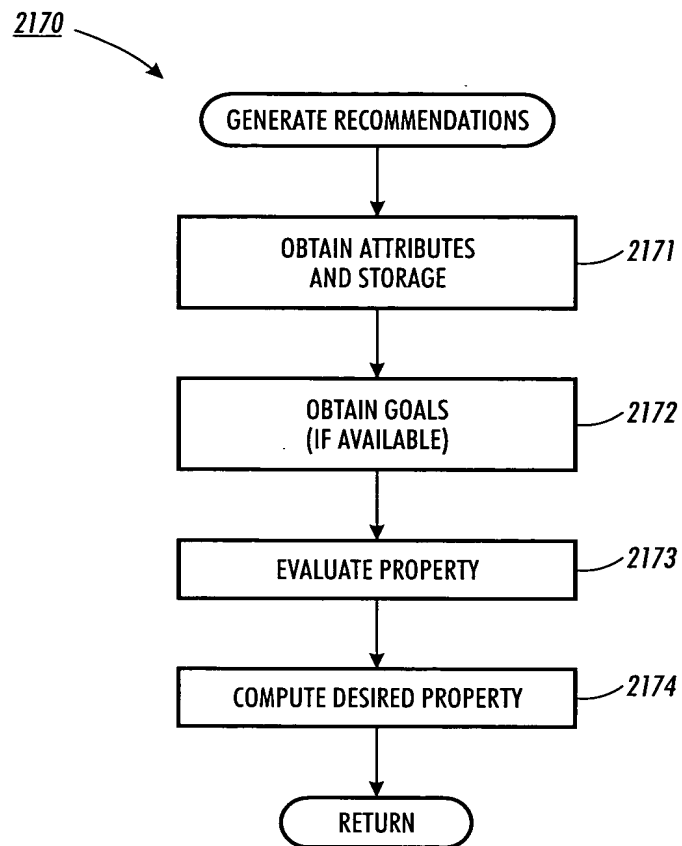 2170
GENERATE RECOMMENDATIONS
OBTAIN ATTRIBUTES
AND STORAGE
2171
OBTAIN GOALS
(IF AVAILABLE)
2172
EVALUATE PROPERTY
2173
COMPUTE DESIRED PROPERTY
2174
RETURN